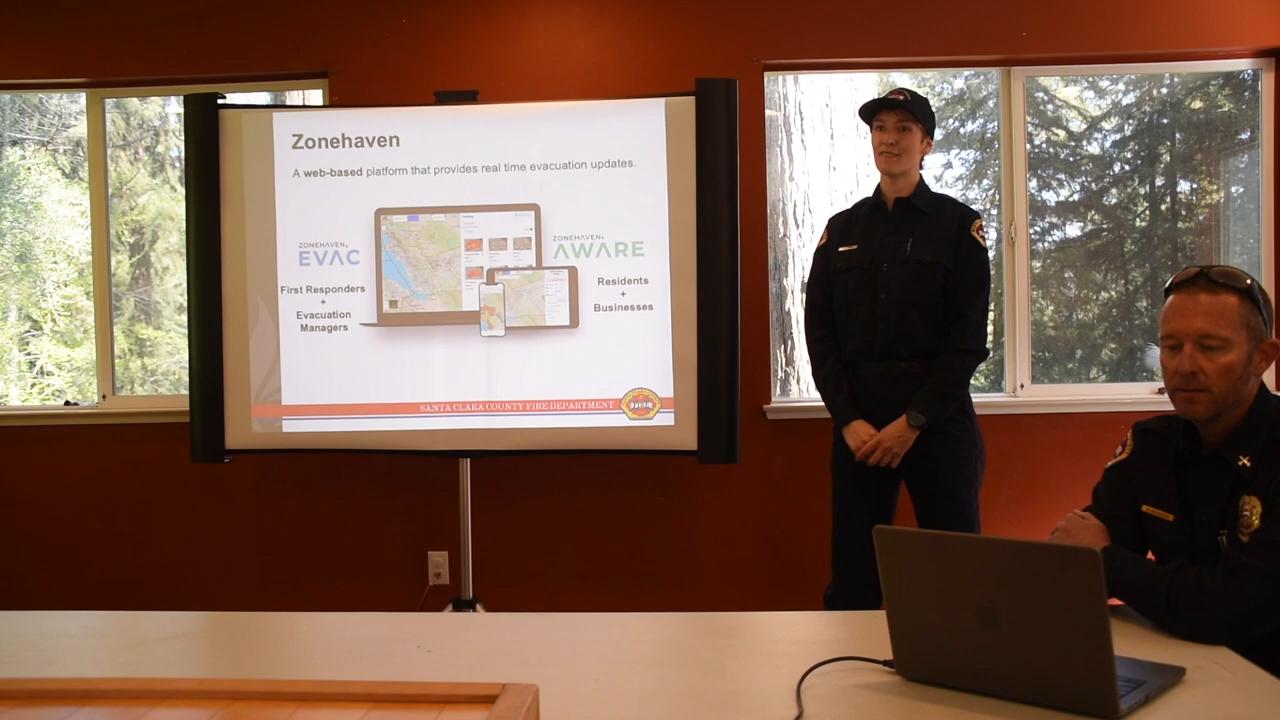 Zonehaven
A web-based platform that provides real time evacuation updates.
ZONEHAVEN
EVAC
First Responders
+
Evacuation
Managers
ZONEHAVEN
AWARE
Residents
+
Businesses
SANTA CLARA COUNTY FIRE DEPARTMENT
FIRE